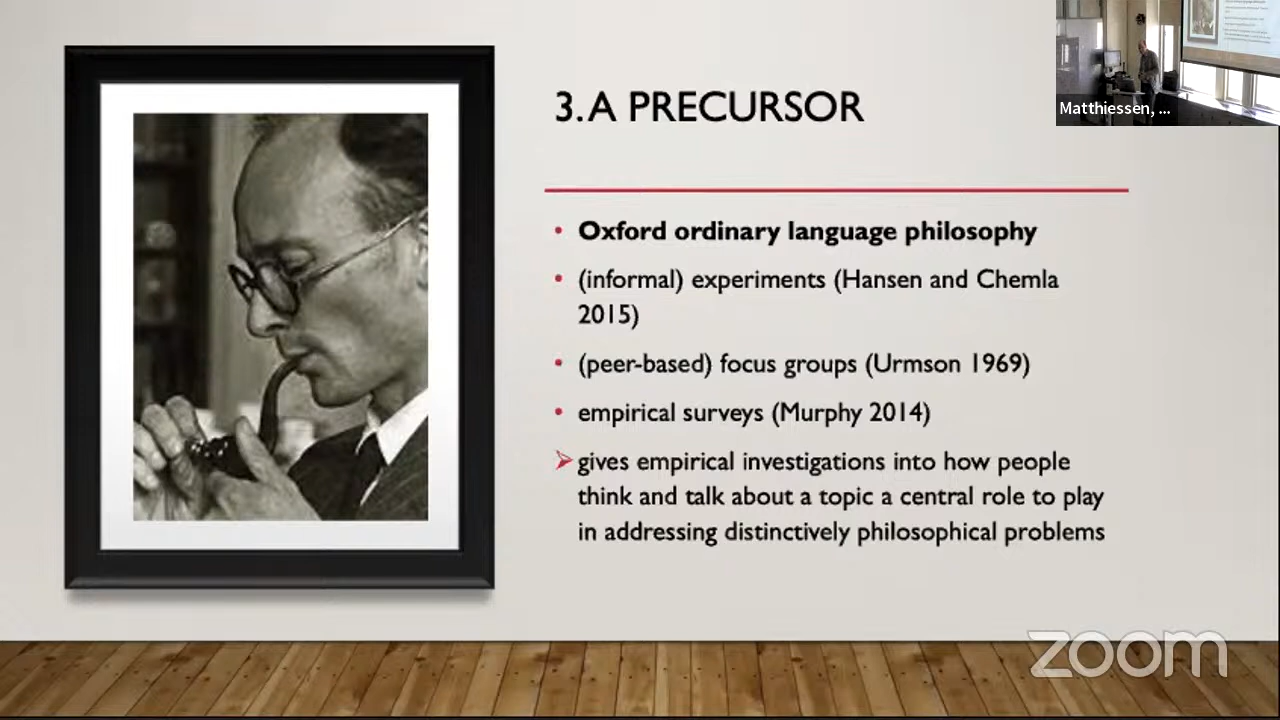 3. A PRECURSOR
Matthiessen, ...
• Oxford ordinary language philosophy
• (informal) experiments (Hansen and Chemla
2015)
• (peer-based) focus groups (Urmson 1969)
• empirical surveys (Murphy 2014)
➢ gives empirical investigations into how people
think and talk about a topic a central role to play
in addressing distinctively philosophical problems
zoom